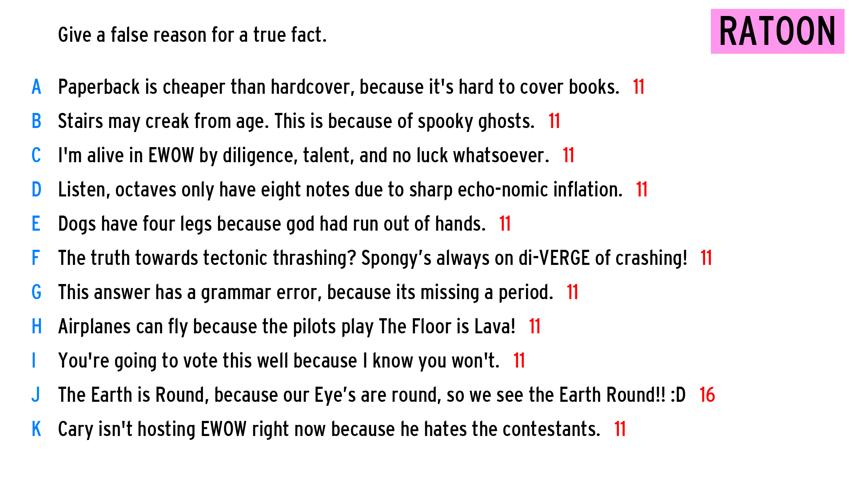 Give a false reason for a true fact.
RATOON
A Paperback is cheaper than hardcover, because it's hard to cover books. 11
B Stairs may creak from age. This is because of spooky ghosts. 11
C I'm alive in EWOW by diligence, talent, and no luck whatsoever. 11
D Listen, octaves only have eight notes due to sharp echo-nomic inflation. 11
E Dogs have four legs because god had run out of hands. 11
F The truth towards tectonic thrashing? Spongy’s always on di-VERGE of crashing! 11
G This answer has a grammar error, because its missing a period. 11
H Airplanes can fly because the pilots play The Floor is Lava! 11
I You're going to vote this well because I know you won't. 11
J The Earth is Round, because our Eye’s are round, so we see the Earth Round!! :D 16
K Cary isn't hosting EWOW right now because he hates the contestants. 11